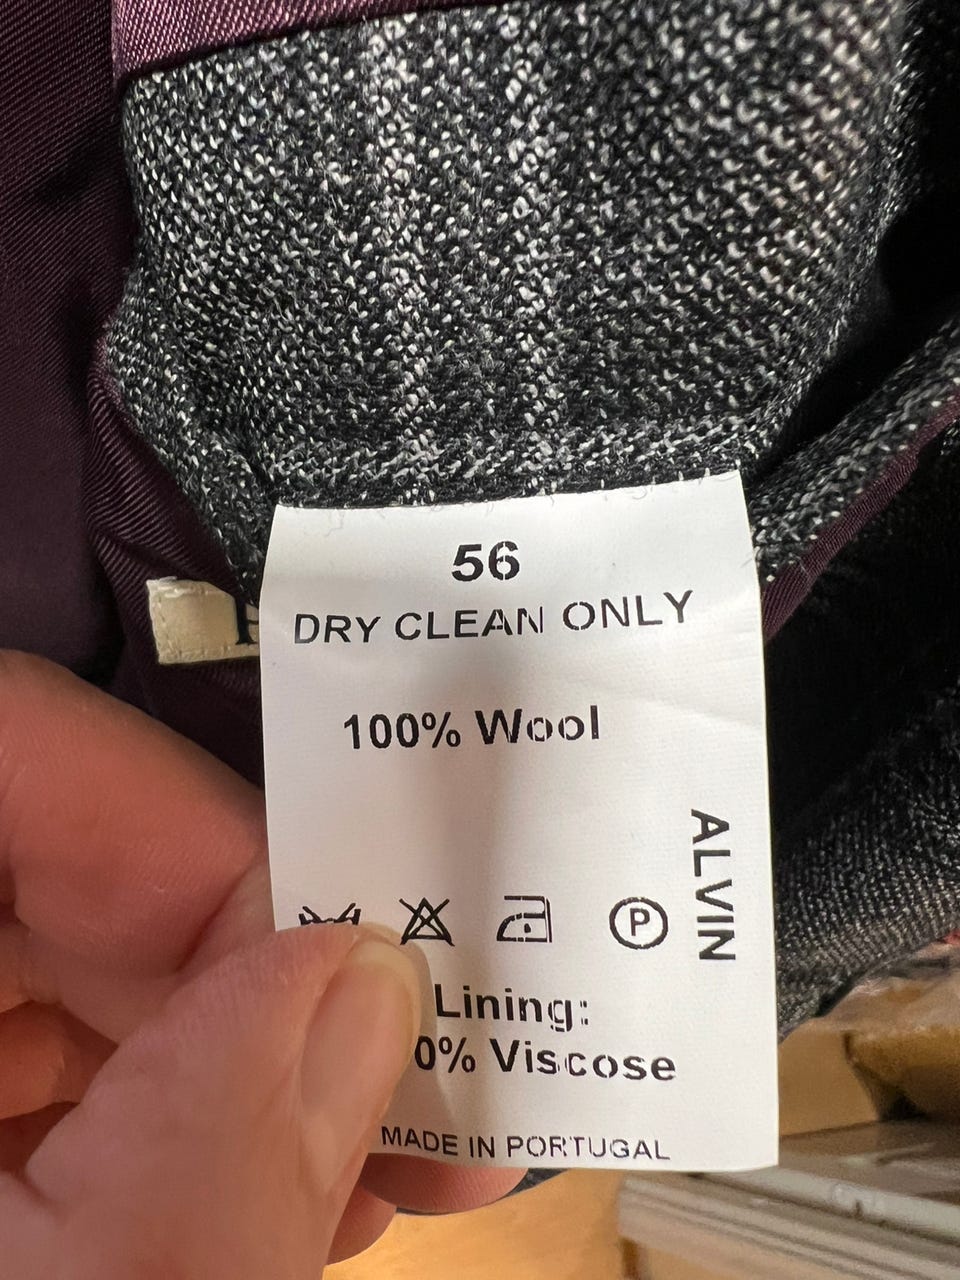 56
DRY CLEAN ONLY
100% Wool
ALVIN
P
Lining:
0% Viscose
MADE IN PORTUGAL